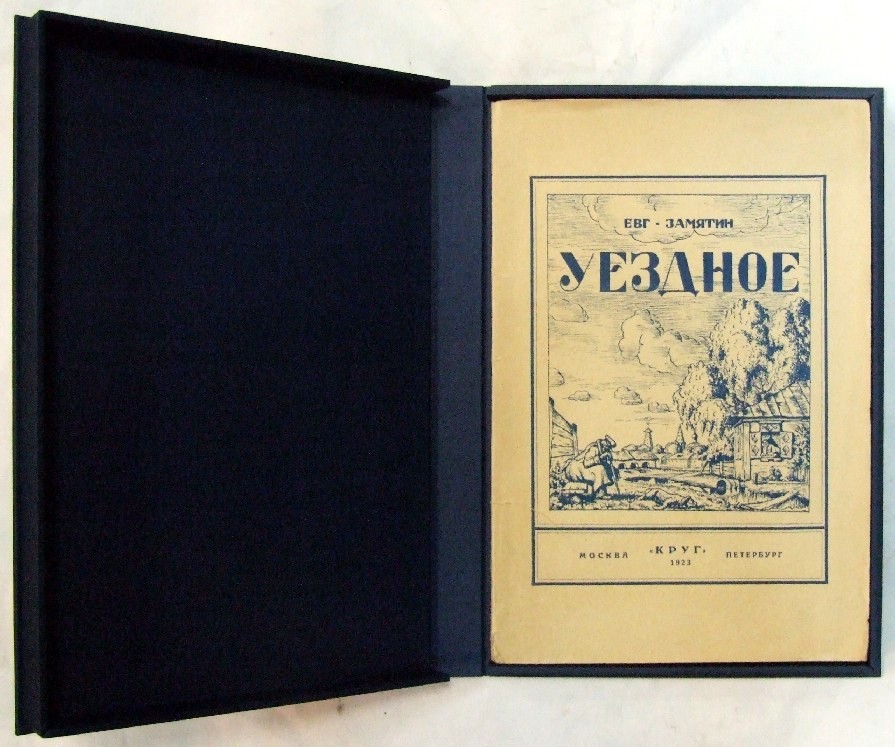 ЕВГ - ЗАМЯТИН
УЕЗДНОЕ
МОСКВА «КРУГ» ПЕТЕРБУРГ
1923